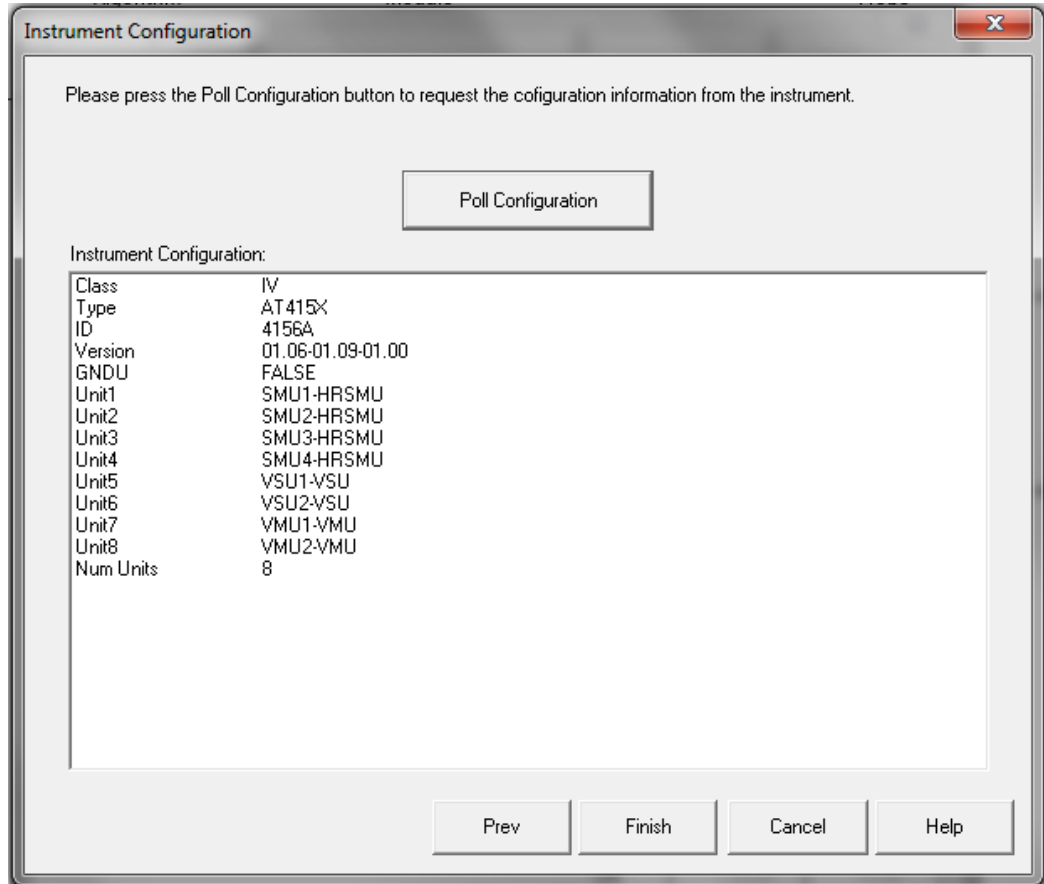 Instrument Configuration
Please press the Poll Configuration button to request the cofiguration information from the instrument.
Poll Configuration
Instrument Configuration:
Class IV
Type AT415X
ID 4156A
Version 01.06-01.09-01.00
GNDU FALSE
Unit1 SMU1-HRSMU
Unit2 SMU2-HRSMU
Unit3 SMU3-HRSMU
Unit4 SMU4-HRSMU
Unit5 VSU1-VSU
Unit6 VSU2-VSU
Unit7 VMU1-VMU
Unit8 VMU2-VMU
Num Units 8
Prev Finish Cancel Help